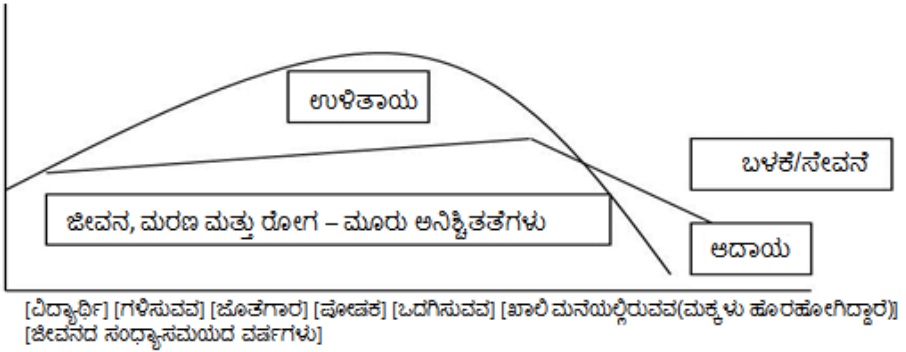 ಉಳಿತಾಯ
ಬಳಕೆ/ಸೇವನೆ
ಜೀವನ, ಮರಣ ಮತ್ತು ರೋಗ – ಮೂರು ಅನಿಶ್ಚಿತತೆಗಳು
ಆದಾಯ
[ವಿದ್ಯಾರ್ಥಿ] [ಗಳಿಸುವವ] [ಜೊತೆಗಾರ] [ಪೋಷಕ] [ಒದಗಿಸುವವ] [ಖಾಲಿ ಮನೆಯಲ್ಲಿರುವವ(ಮಕ್ಕಳು ಹೊರಹೋಗಿದ್ದಾರೆ)]
[ಜೀವನದ ಸಂಧ್ಯಾಸಮಯದ ವರ್ಷಗಳು]